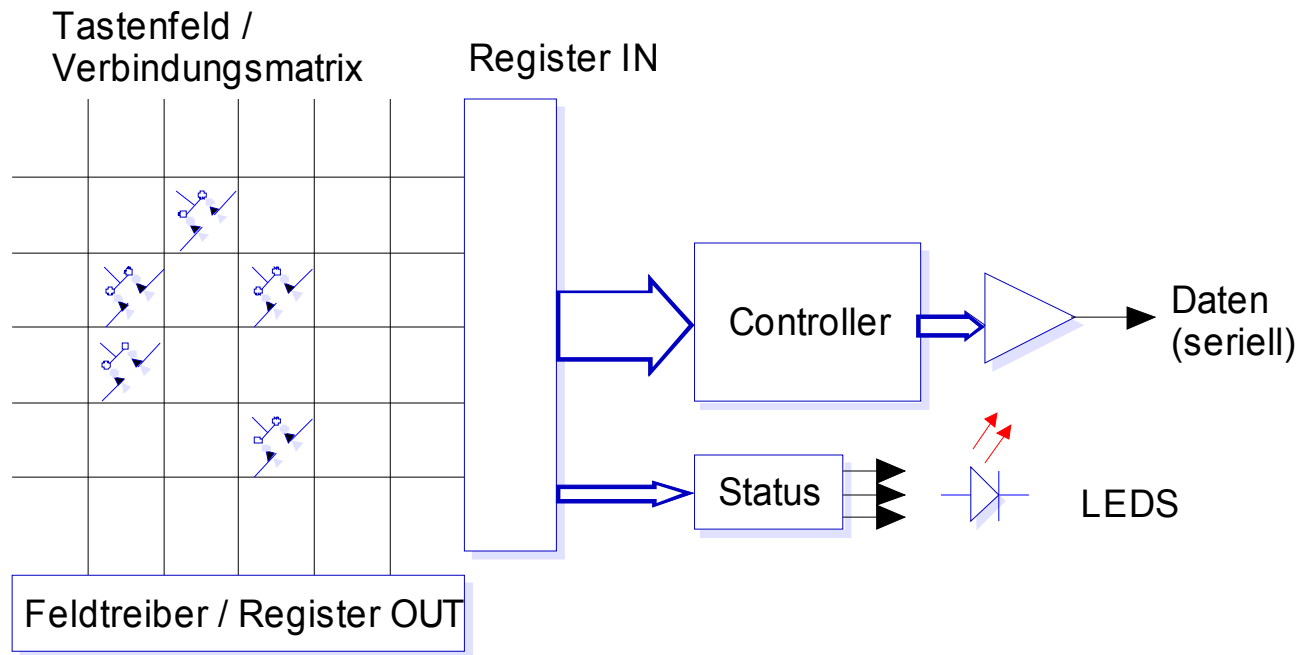 Tastenfeld /
Verbindungsmatrix
Register IN
Controller
Daten
(seriell)
Status
LEDS
Feldtreiber / Register OUT